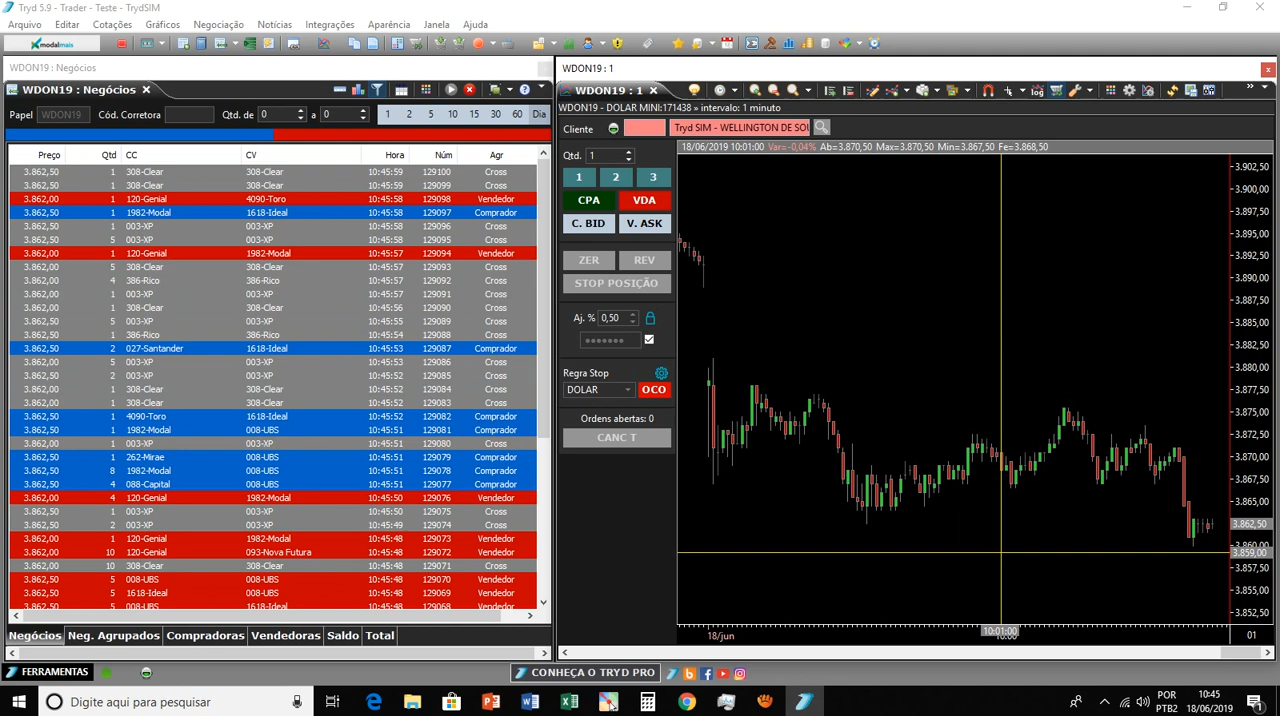 Tryd 5.9 - Trader - Teste - TrydSIM
Arquivo Editar Cotações Gráficos Negociação Notícias Integrações Aparência Janela Ajuda
modalmais
WDON19 : Negócios
WDON19 : Negócios
Papel WDON19 Cód. Corretora Qtd. de 0 a 0 1 2 5 10 15 30 60 Dia
Preço Qtd CC CV Hora Núm Agr
3.862,50 1 308-Clear 308-Clear 10:45:59 129100 Cross
3.862,50 1 308-Clear 308-Clear 10:45:59 129099 Cross
3.862,00 1 120-Genial 4090-Toro 10:45:58 129098 Vendedor
3.862,50 1 1982-Modal 1618-Ideal 10:45:58 129097 Comprador
3.862,50 1 003-XP 003-XP 10:45:58 129096 Cross
3.862,50 5 003-XP 003-XP 10:45:58 129095 Cross
3.862,00 1 120-Genial 1982-Modal 10:45:57 129094 Vendedor
3.862,00 5 308-Clear 308-Clear 10:45:57 129093 Cross
3.862,00 4 386-Rico 386-Rico 10:45:57 129092 Cross
3.862,00 1 003-XP 003-XP 10:45:57 129091 Cross
3.862,00 1 308-Clear 308-Clear 10:45:56 129090 Cross
3.862,50 5 003-XP 003-XP 10:45:55 129089 Cross
3.862,00 1 386-Rico 386-Rico 10:45:54 129088 Cross
3.862,50 2 027-Santander 1618-Ideal 10:45:53 129087 Comprador
3.862,00 5 003-XP 003-XP 10:45:53 129086 Cross
3.862,50 2 003-XP 003-XP 10:45:52 129085 Cross
3.862,00 1 308-Clear 308-Clear 10:45:52 129084 Cross
3.862,00 1 308-Clear 308-Clear 10:45:52 129083 Cross
3.862,50 1 4090-Toro 1618-Ideal 10:45:52 129082 Comprador
3.862,50 1 1982-Modal 008-UBS 10:45:51 129081 Comprador
3.862,00 1 003-XP 003-XP 10:45:51 129080 Cross
3.862,50 1 262-Mirae 008-UBS 10:45:51 129079 Comprador
3.862,50 8 1982-Modal 008-UBS 10:45:51 129078 Comprador
3.862,50 4 088-Capital 008-UBS 10:45:51 129077 Comprador
3.862,00 4 120-Genial 1982-Modal 10:45:50 129076 Vendedor
3.862,50 1 003-XP 003-XP 10:45:50 129075 Cross
3.862,50 2 003-XP 003-XP 10:45:49 129074 Cross
3.862,00 1 120-Genial 1982-Modal 10:45:48 129073 Vendedor
3.862,00 10 120-Genial 093-Nova Futura 10:45:48 129072 Vendedor
3.862,50 10 308-Clear 308-Clear 10:45:48 129071 Cross
3.862,50 5 008-UBS 008-UBS 10:45:48 129070 Vendedor
3.862,50 5 1618-Ideal 008-UBS 10:45:48 129069 Vendedor
3.862,50 5 008-UBS 1618-Ideal 10:45:48 129068 Vendedor
Negócios Neg. Agrupados Compradoras Vendedoras Saldo Total
WDON19 : 1
WDON19 : 1
WDON19 - DOLAR MINI:171438 » intervalo: 1 minuto
Cliente Tryd SIM - WELLINGTON DE SOU
Qtd. 1
1 2 3
CPA VDA
C. BID V. ASK
ZER REV
STOP POSIÇÃO
Aj. % 0,50
Regra Stop
DOLAR OCO
Ordens abertas: 0
CANC T
18/06/2019 10:01:00 Var=-0,04% Ab=3.870,50 Max=3.870,50 Min=3.867,50 Fe=3.868,50
3.902,50
3.900,00
3.897,50
3.895,00
3.892,50
3.890,00
3.887,50
3.885,00
3.882,50
3.880,00
3.877,50
3.875,00
3.872,50
3.870,00
3.867,50
3.865,00
3.862,50
3.859,00
3.857,50
3.855,00
3.852,50
18/jun 10:01:00 01
FERRAMENTAS CONHEÇA O TRYD PRO
Digite aqui para pesquisar
POR
PTB2
10:45
18/06/2019
1